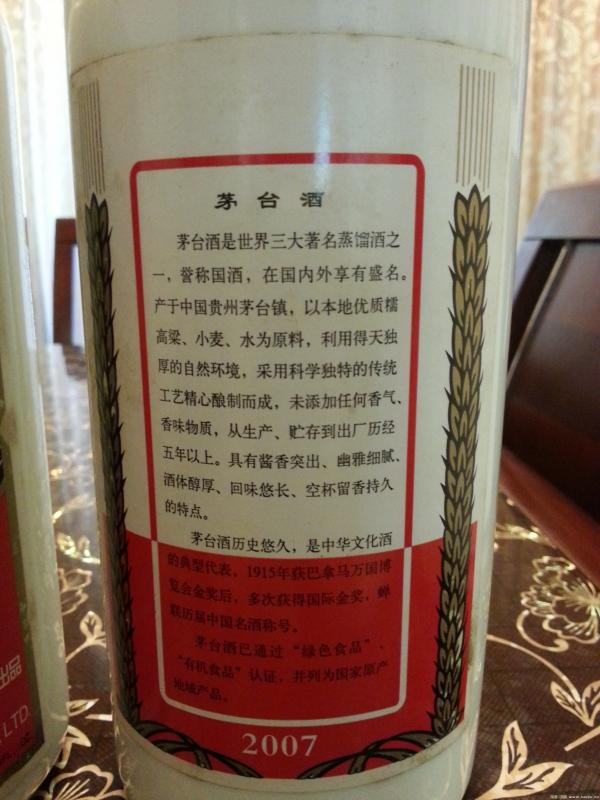 茅台酒
茅台酒是世界三大著名蒸馏酒之
一，誉称国酒，在国内外享有盛名。
产于中国贵州茅台镇，以本地优质糯
高粱、小麦、水为原料，利用得天独
厚的自然环境，采用科学独特的传统
工艺精心酿制而成，未添加任何香气、
香味物质，从生产、贮存到出厂历经
五年以上。具有酱香突出、幽雅细腻、
酒体醇厚、回味悠长、空杯留香持久
的特点。
茅台酒历史悠久，是中华文化酒
的典型代表，1915年获巴拿马万国博
览会金奖后，多次获得国际金奖，蝉
联历届中国名酒称号。
茅台酒已通过“绿色食品”、
“有机食品”认证，并列为国家原产
地域产品。
2007
出品
LTD.